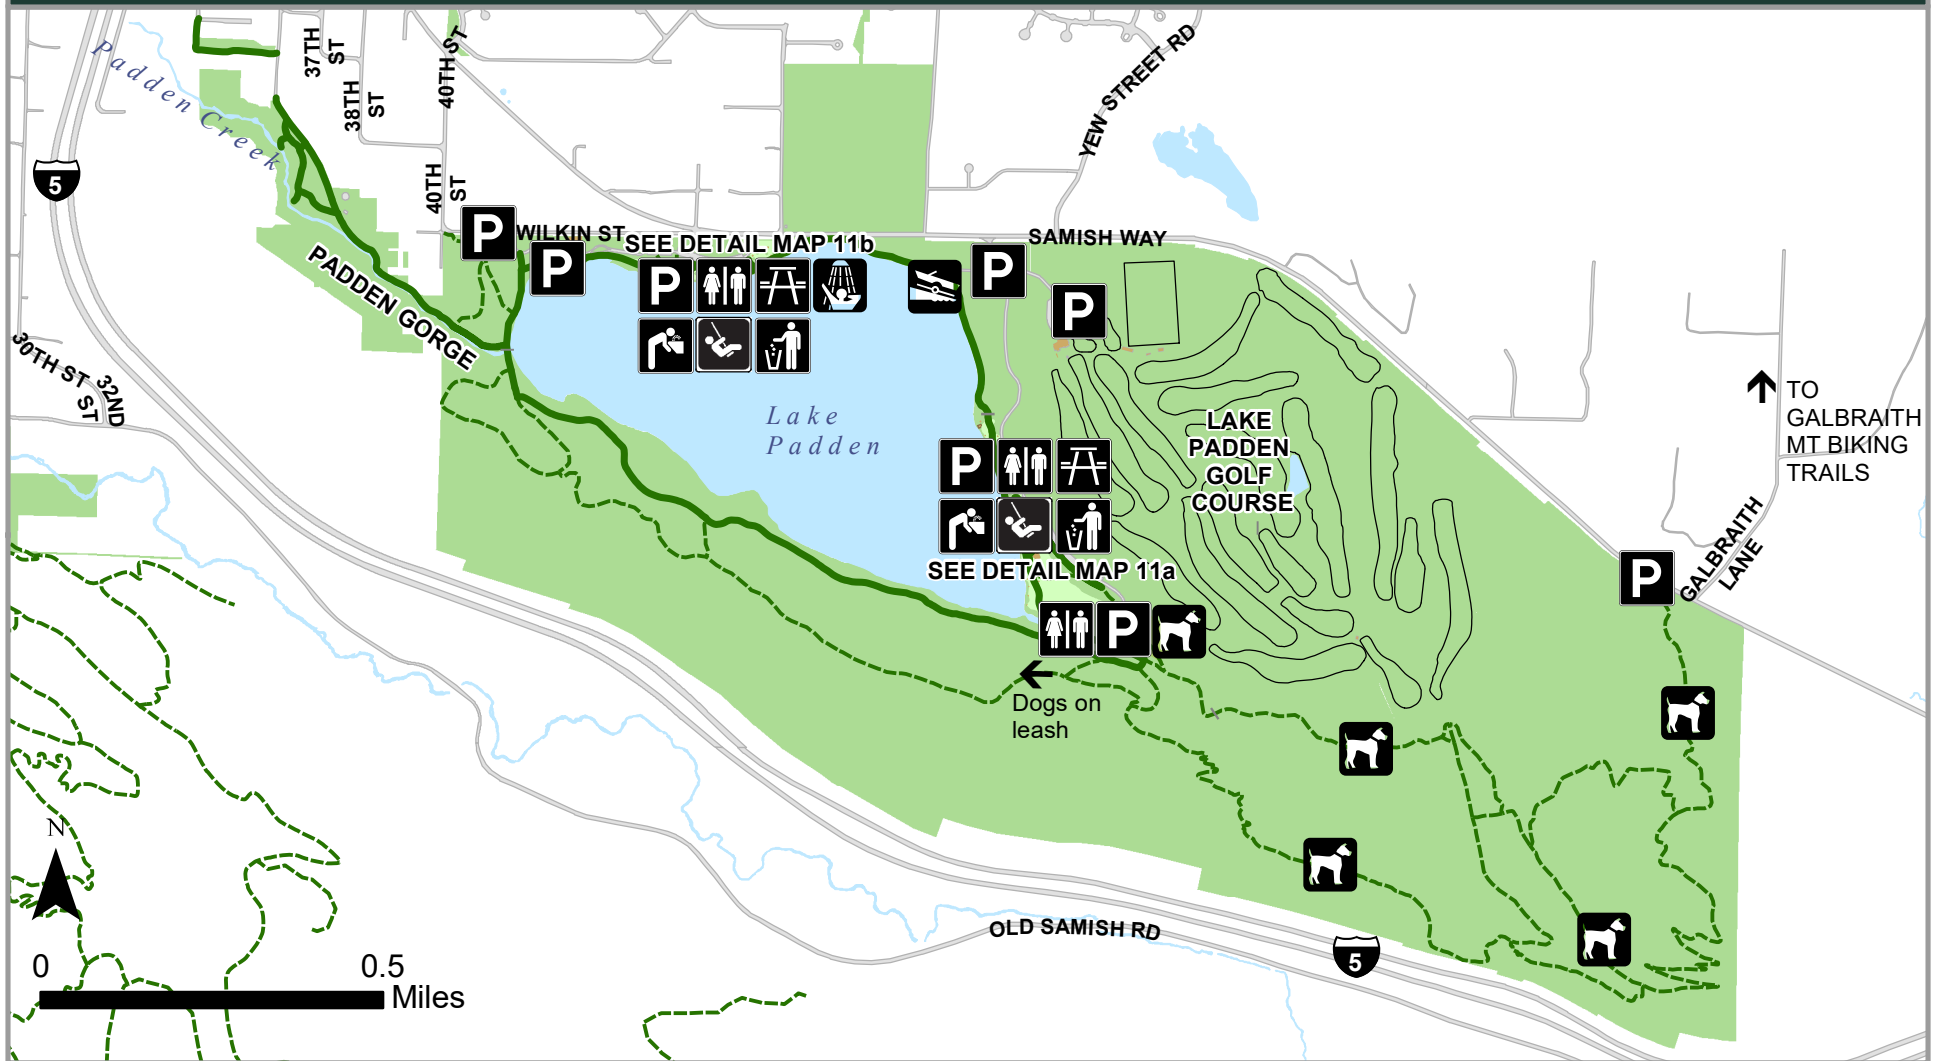 Padden Creek
37TH
ST
38TH
ST
40TH ST
40TH
ST
YEW STREET RD
5
P
WILKIN ST
P
SEE DETAIL MAP 11b
P
P
SAMISH WAY
P
PADDEN GORGE
30TH ST
32ND
ST
Lake
Padden
LAKE
PADDEN
GOLF
COURSE
TO
GALBRAITH
MT BIKING
TRAILS
P
SEE DETAIL MAP 11a
P
P
GALBRAITH
LANE
Dogs on
leash
N
OLD SAMISH RD
5
0 0.5
Miles